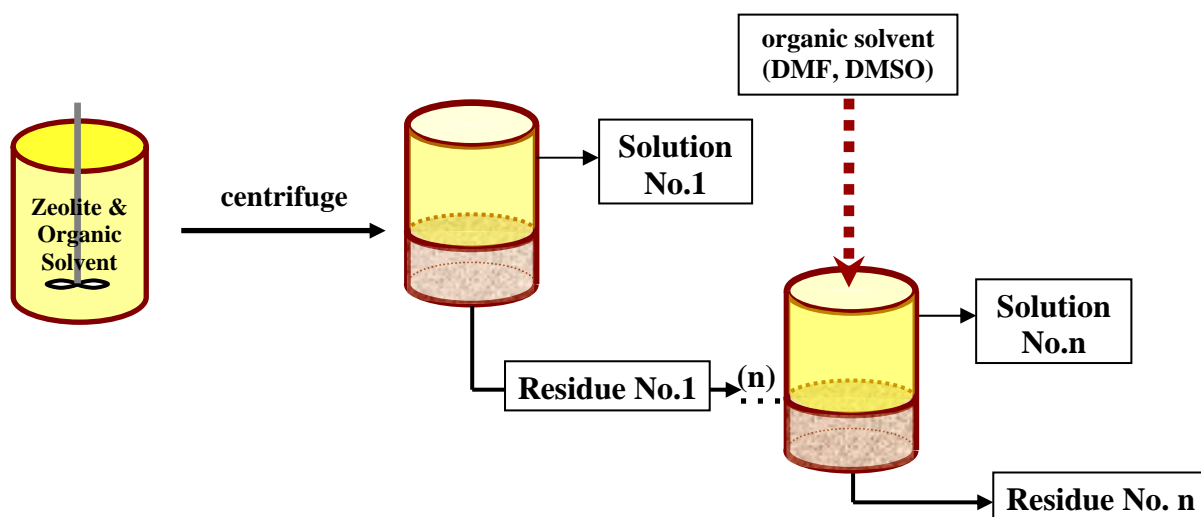 Zeolite &
Organic
Solvent
centrifuge
Solution
No.1
organic solvent
(DMF, DMSO)
Residue No.1
(n)
Solution
No.n
Residue No. n